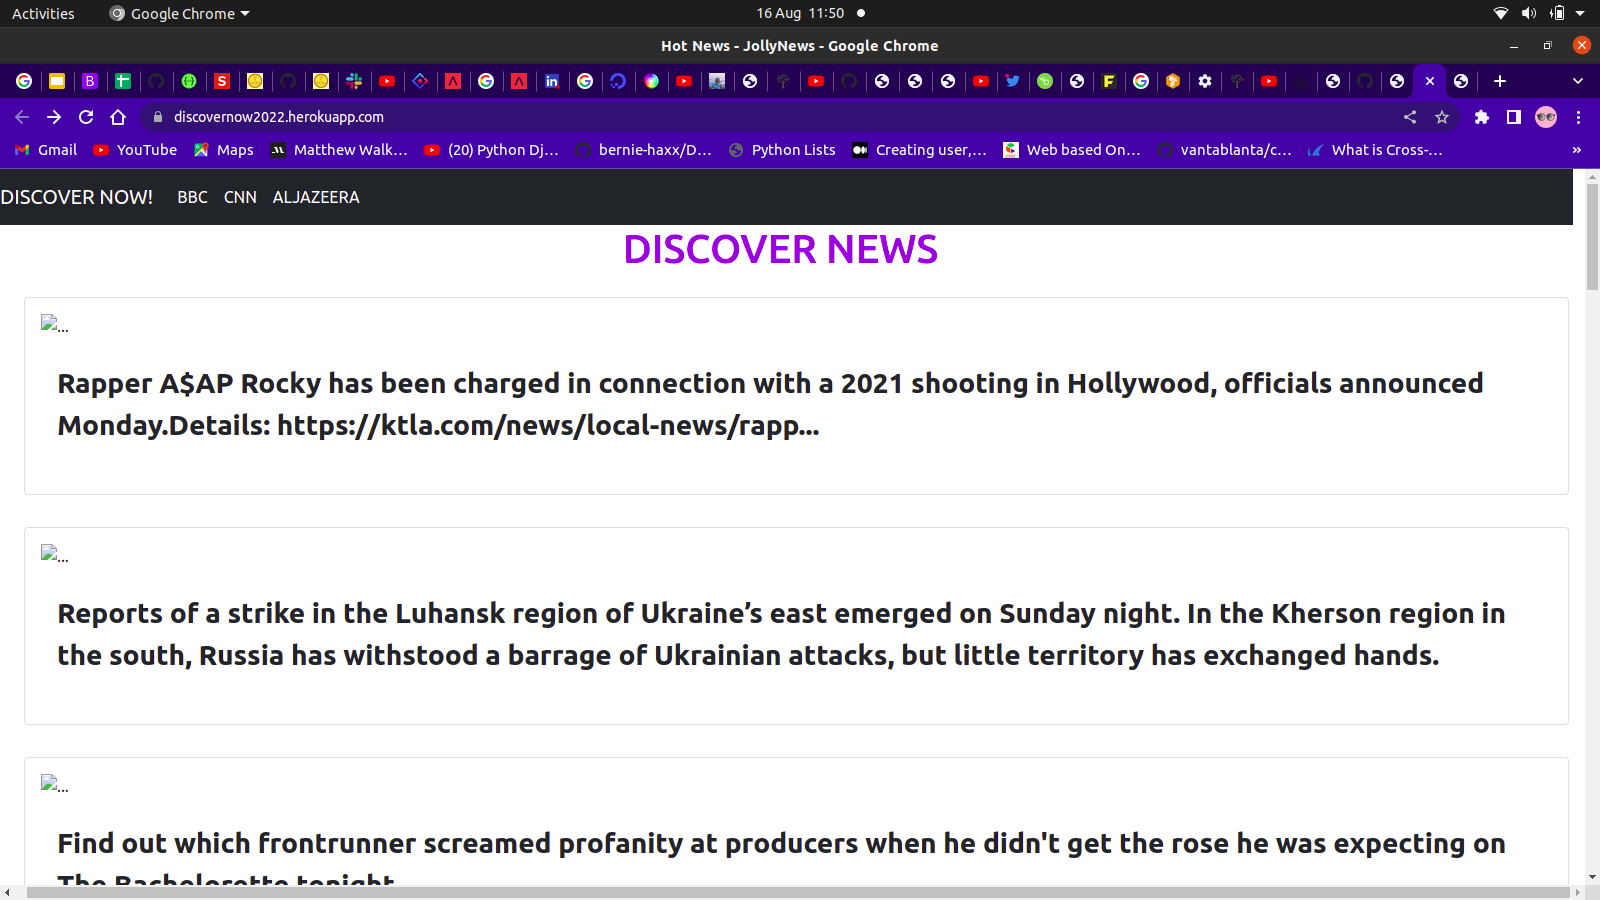 Activities Google Chrome 16 Aug 11:50
Hot News - JollyNews - Google Chrome
discovernow2022.herokuapp.com
Gmail YouTube Maps Matthew Walk... (20) Python Dj... bernie-haxx/D... Python Lists Creating user,... Web based On... vantablanta/c... What is Cross-... »
DISCOVER NOW! BBC CNN ALJAZEERA
DISCOVER NEWS
...
Rapper A$AP Rocky has been charged in connection with a 2021 shooting in Hollywood, officials announced
Monday.Details: https://ktla.com/news/local-news/rapp...
...
Reports of a strike in the Luhansk region of Ukraine’s east emerged on Sunday night. In the Kherson region in
the south, Russia has withstood a barrage of Ukrainian attacks, but little territory has exchanged hands.
...
Find out which frontrunner screamed profanity at producers when he didn't get the rose he was expecting on
The Bachelorette tonight